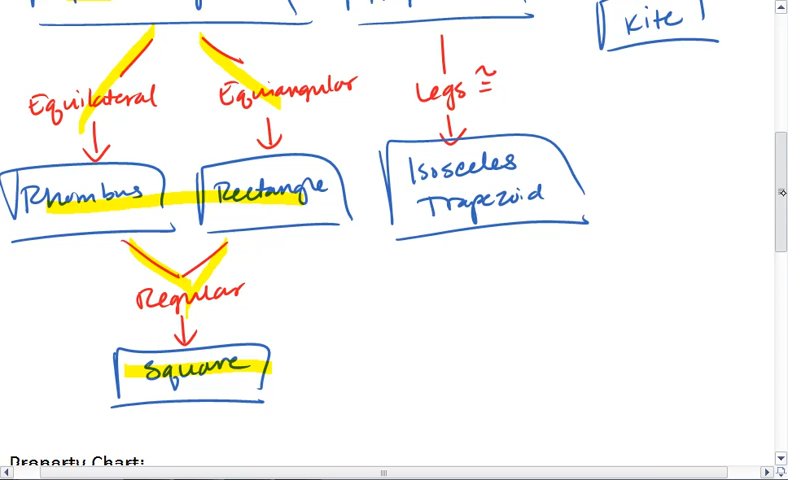 Kite
Equilateral
Equiangular
Legs ≅
Rhombus
Rectangle
Isosceles
Trapezoid
Regular
Square
Property Chart: